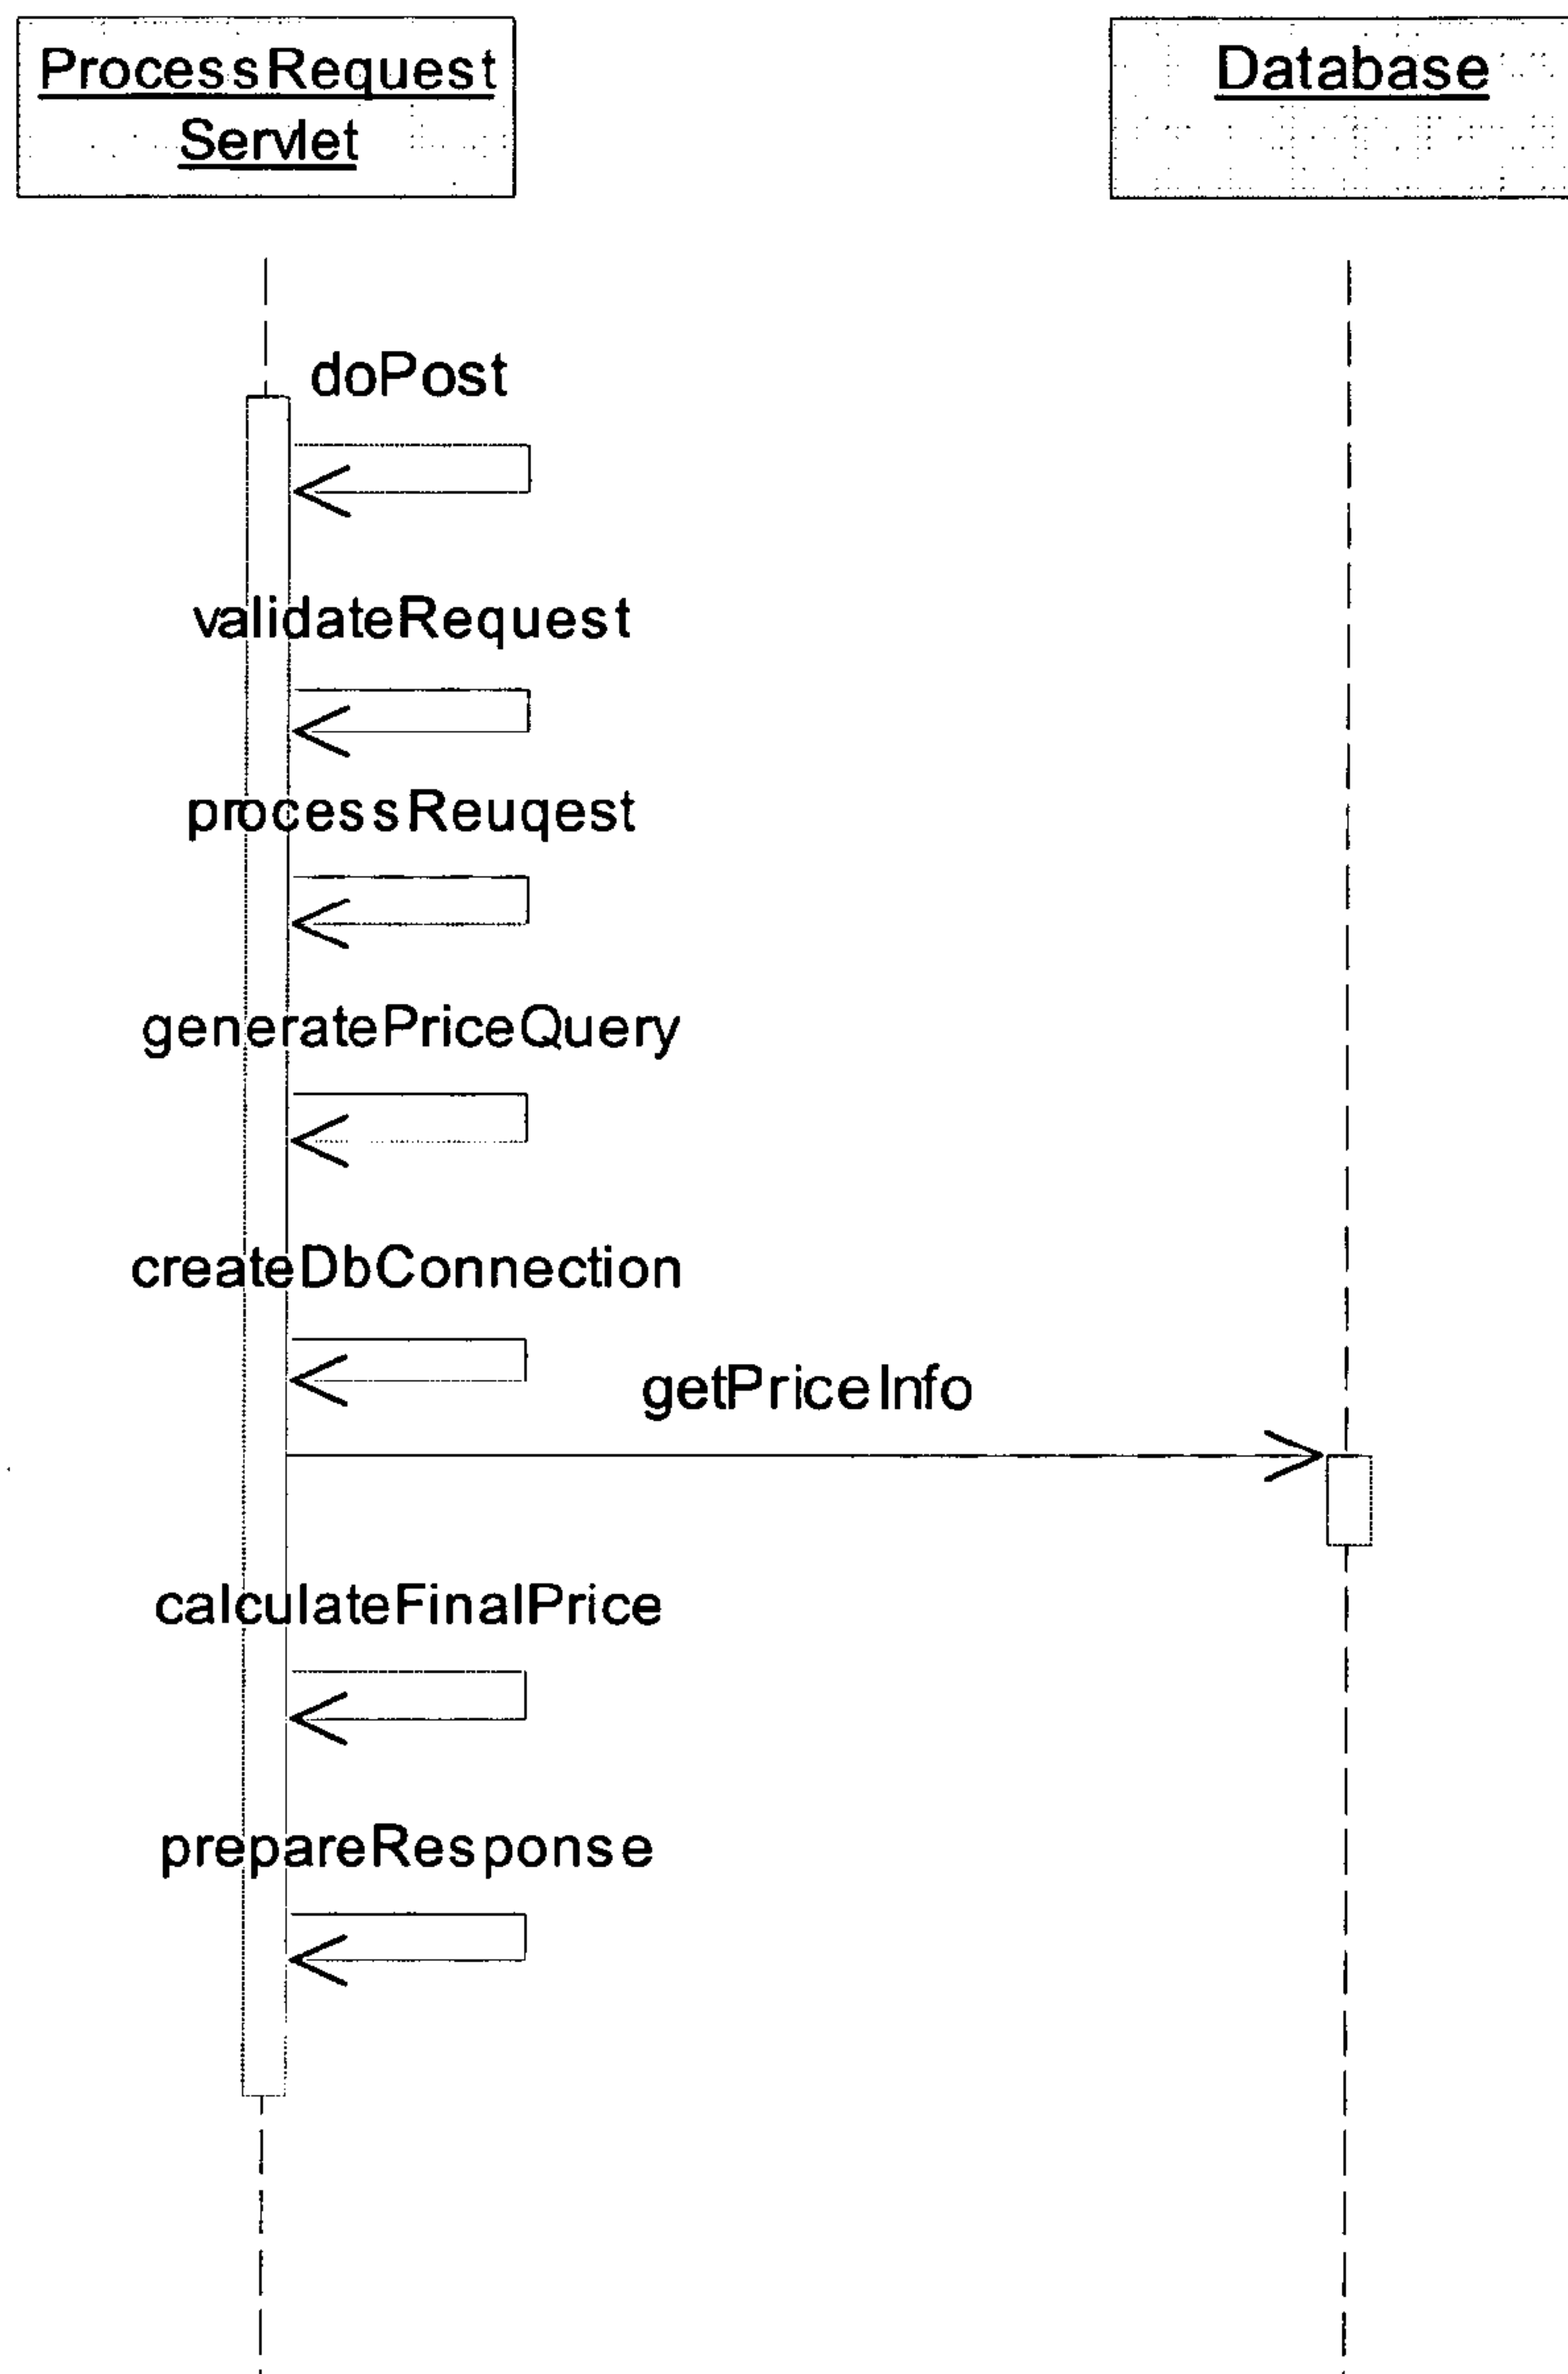 ProcessRequest
Servlet
Database
doPost
validateRequest
processReuqest
generatePriceQuery
createDbConnection
getPriceInfo
calculateFinalPrice
prepareResponse